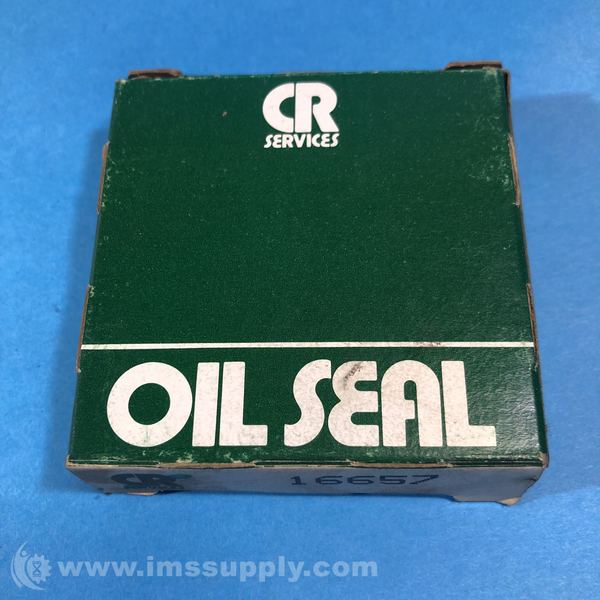 CR
SERVICES
OIL SEAL
CR
16657
www.imssupply.com